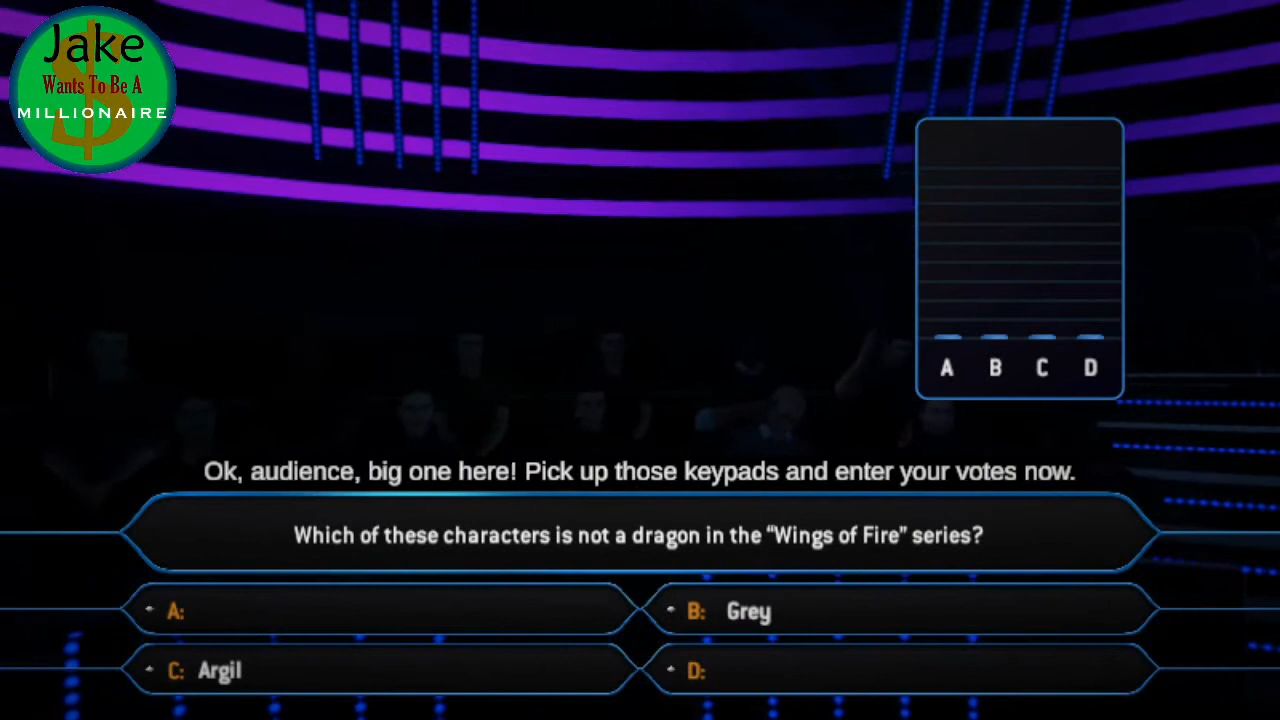 Jake
Wants To Be A
MILLIONAIRE
A B C D
Ok, audience, big one here! Pick up those keypads and enter your votes now.
Which of these characters is not a dragon in the “Wings of Fire” series?
A:
B: Grey
C: Argil
D: